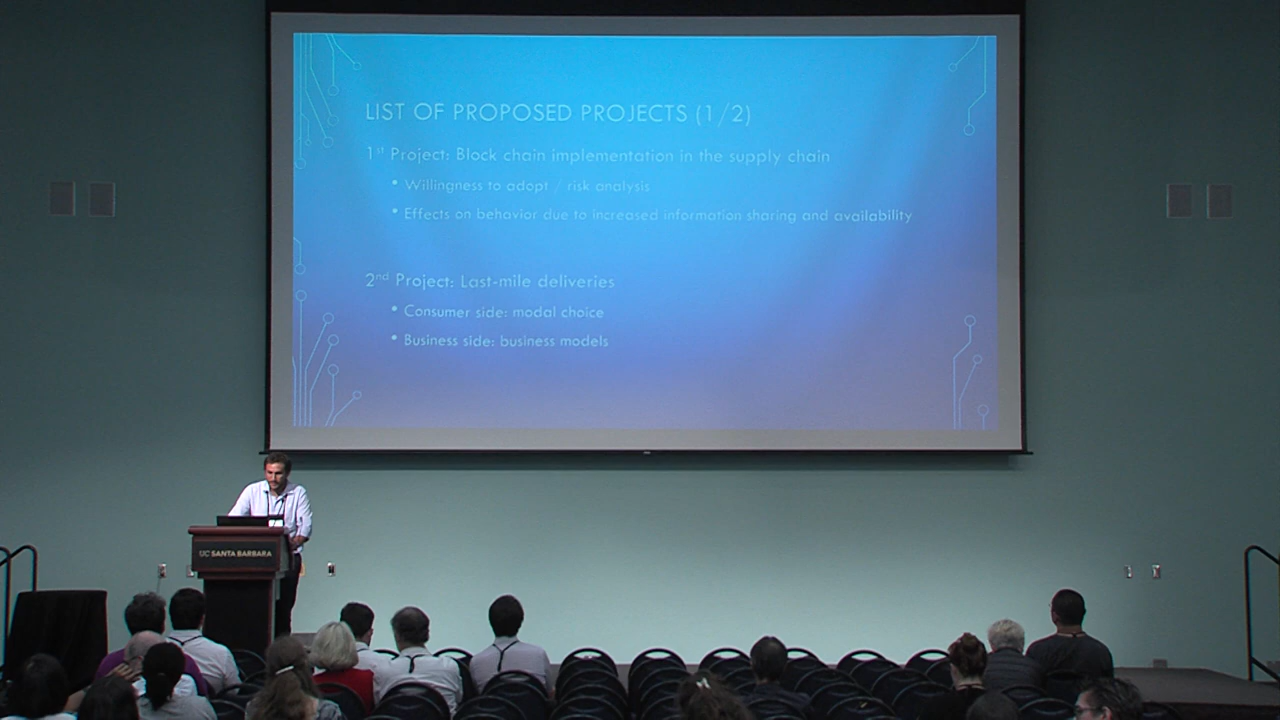 LIST OF PROPOSED PROJECTS (1/2)
1st Project: Block chain implementation in the supply chain
• Willingness to adopt / risk analysis
• Effects on behavior due to increased information sharing and availability
2nd Project: Last-mile deliveries
• Consumer side: modal choice
• Business side: business models
UC SANTA BARBARA